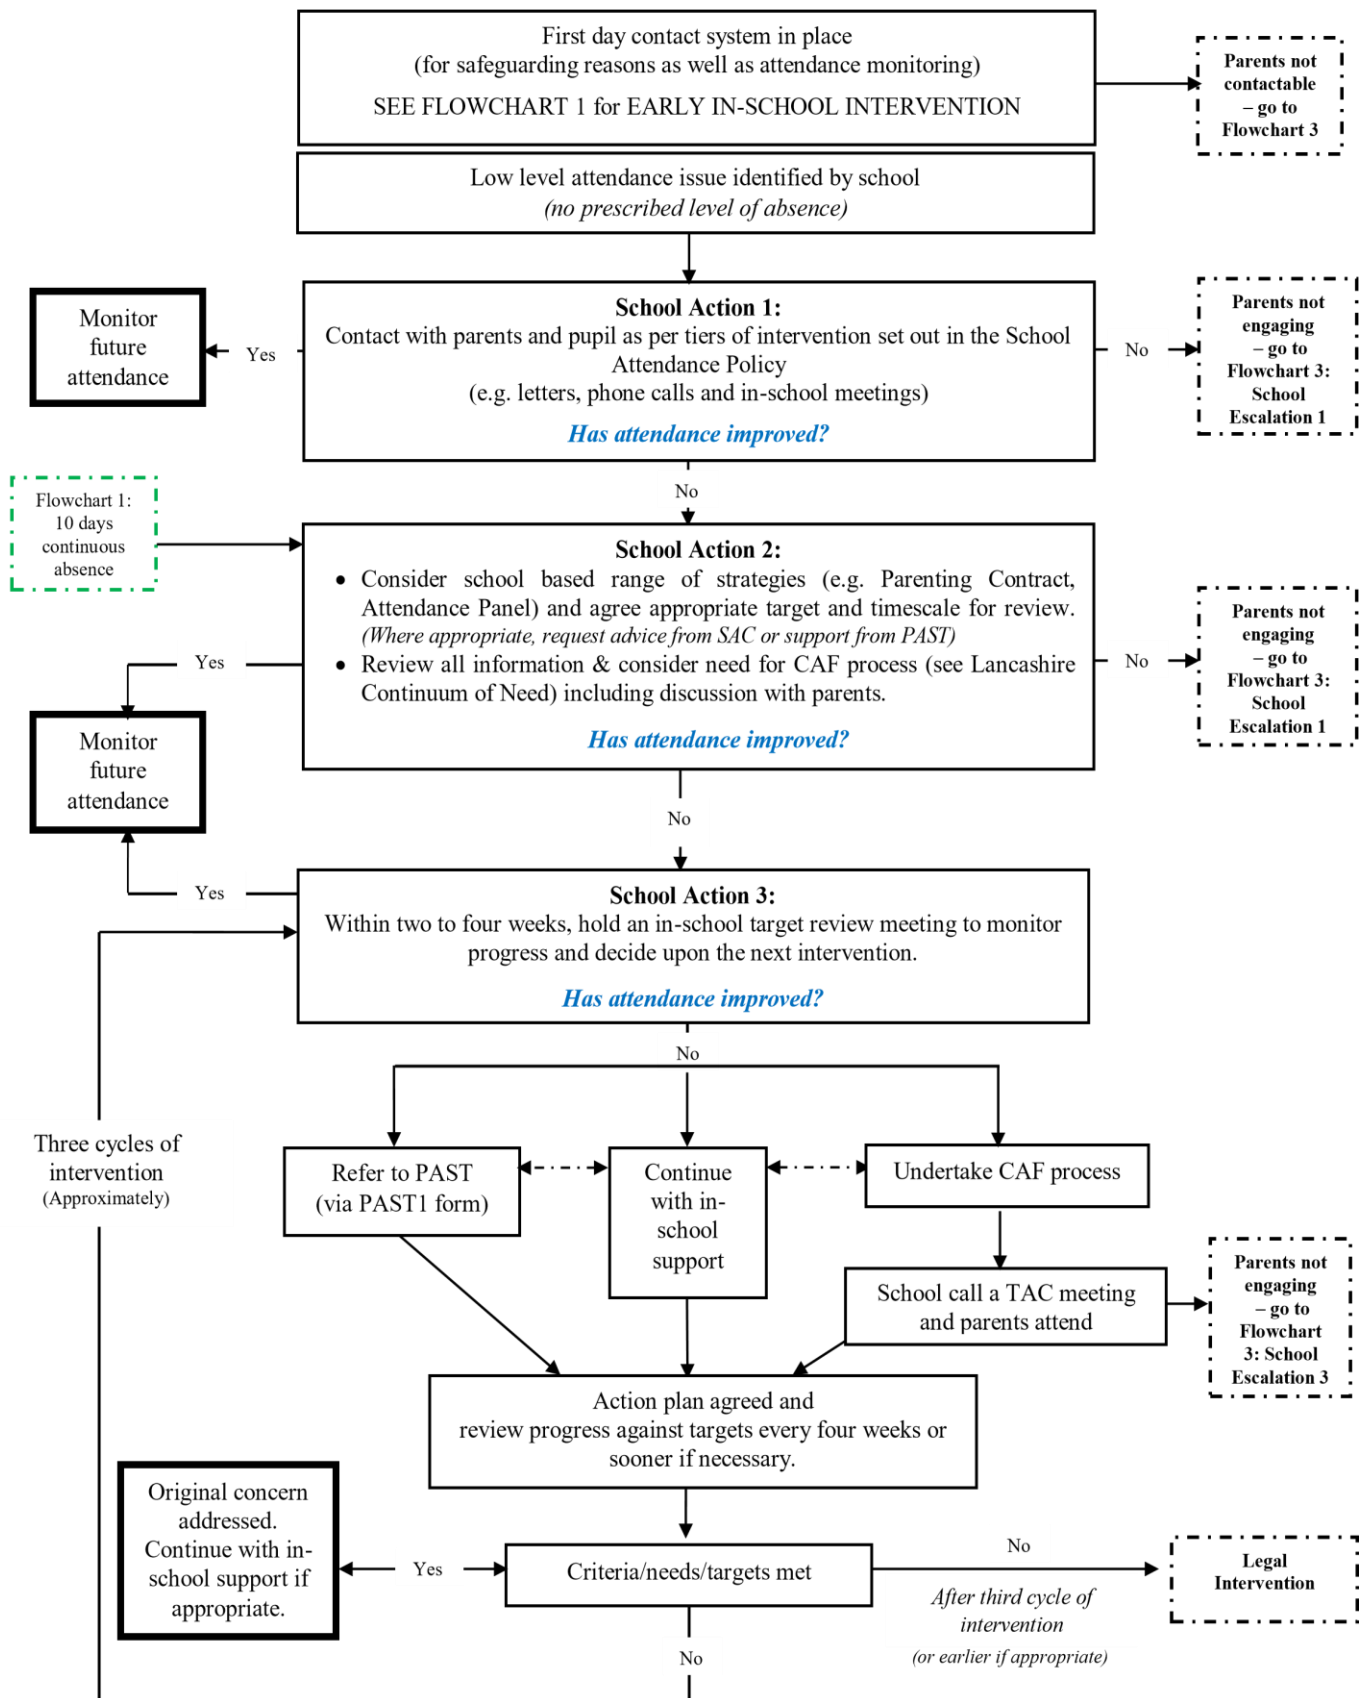 First day contact system in place
(for safeguarding reasons as well as attendance monitoring)
SEE FLOWCHART 1 for EARLY IN-SCHOOL INTERVENTION
Parents not
contactable
– go to
Flowchart 3
Low level attendance issue identified by school
(no prescribed level of absence)
Monitor
future
attendance
Yes
School Action 1:
Contact with parents and pupil as per tiers of intervention set out in the School
Attendance Policy
(e.g. letters, phone calls and in-school meetings)
Has attendance improved?
No
Parents not
engaging
– go to
Flowchart 3:
School
Escalation 1
No
Flowchart 1:
10 days
continuous
absence
School Action 2:
• Consider school based range of strategies (e.g. Parenting Contract,
Attendance Panel) and agree appropriate target and timescale for review.
(Where appropriate, request advice from SAC or support from PAST)
• Review all information & consider need for CAF process (see Lancashire
Continuum of Need) including discussion with parents.
Has attendance improved?
Yes
No
Parents not
engaging
– go to
Flowchart 3:
School
Escalation 1
Monitor
future
attendance
No
Yes
School Action 3:
Within two to four weeks, hold an in-school target review meeting to monitor
progress and decide upon the next intervention.
Has attendance improved?
No
Three cycles of
intervention
(Approximately)
Refer to PAST
(via PAST1 form)
Continue
with in-
school
support
Undertake CAF process
School call a TAC meeting
and parents attend
Parents not
engaging
– go to
Flowchart
3: School
Escalation 3
Action plan agreed and
review progress against targets every four weeks or
sooner if necessary.
Original concern
addressed.
Continue with in-
school support if
appropriate.
Yes
Criteria/needs/targets met
No
After third cycle of
intervention
(or earlier if appropriate)
Legal
Intervention
No